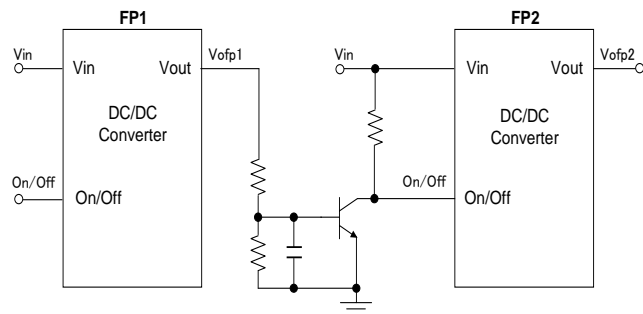 FP1
FP2
Vin
Vofp1
Vin
Vofp2
Vin
Vout
Vin
Vout
DC/DC
Converter
DC/DC
Converter
On/Off
On/Off
On/Off
On/Off